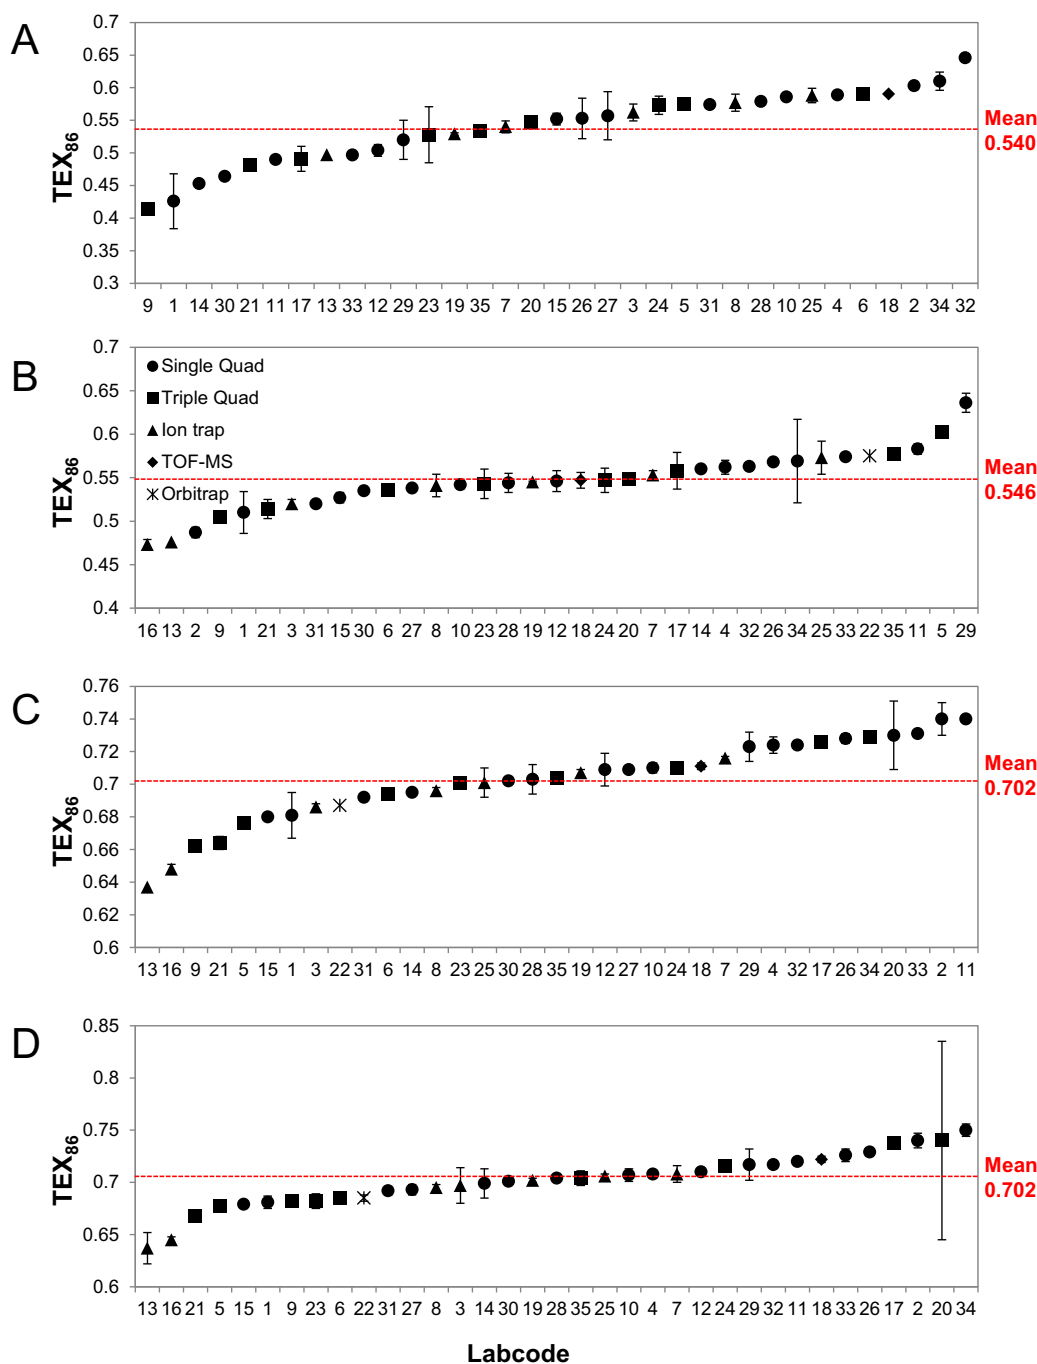 A
TEX86
0.7
0.65
0.6
0.55
0.5
0.45
0.4
0.35
0.3
Mean
0.540
9 1 14 30 21 11 17 13 33 12 29 23 19 35 7 20 15 26 27 3 24 5 31 8 28 10 25 4 6 18 2 34 32
B
TEX86
0.7
0.65
0.6
0.55
0.5
0.45
0.4
Single Quad
Triple Quad
Ion trap
TOF-MS
Orbitrap
Mean
0.546
16 13 2 9 1 21 3 31 15 30 6 27 8 10 23 28 19 12 18 24 20 7 17 14 4 32 26 34 25 33 22 35 11 5 29
C
TEX86
0.76
0.74
0.72
0.7
0.68
0.66
0.64
0.62
0.6
Mean
0.702
13 16 9 21 5 15 1 3 22 31 6 14 8 23 25 30 28 35 19 12 27 10 24 18 7 29 4 32 17 26 34 20 33 2 11
D
TEX86
0.85
0.8
0.75
0.7
0.65
0.6
Mean
0.702
13 16 21 5 15 1 9 23 6 22 31 27 8 3 14 30 19 28 35 25 10 4 7 12 24 29 32 11 18 33 26 17 2 20 34
Labcode